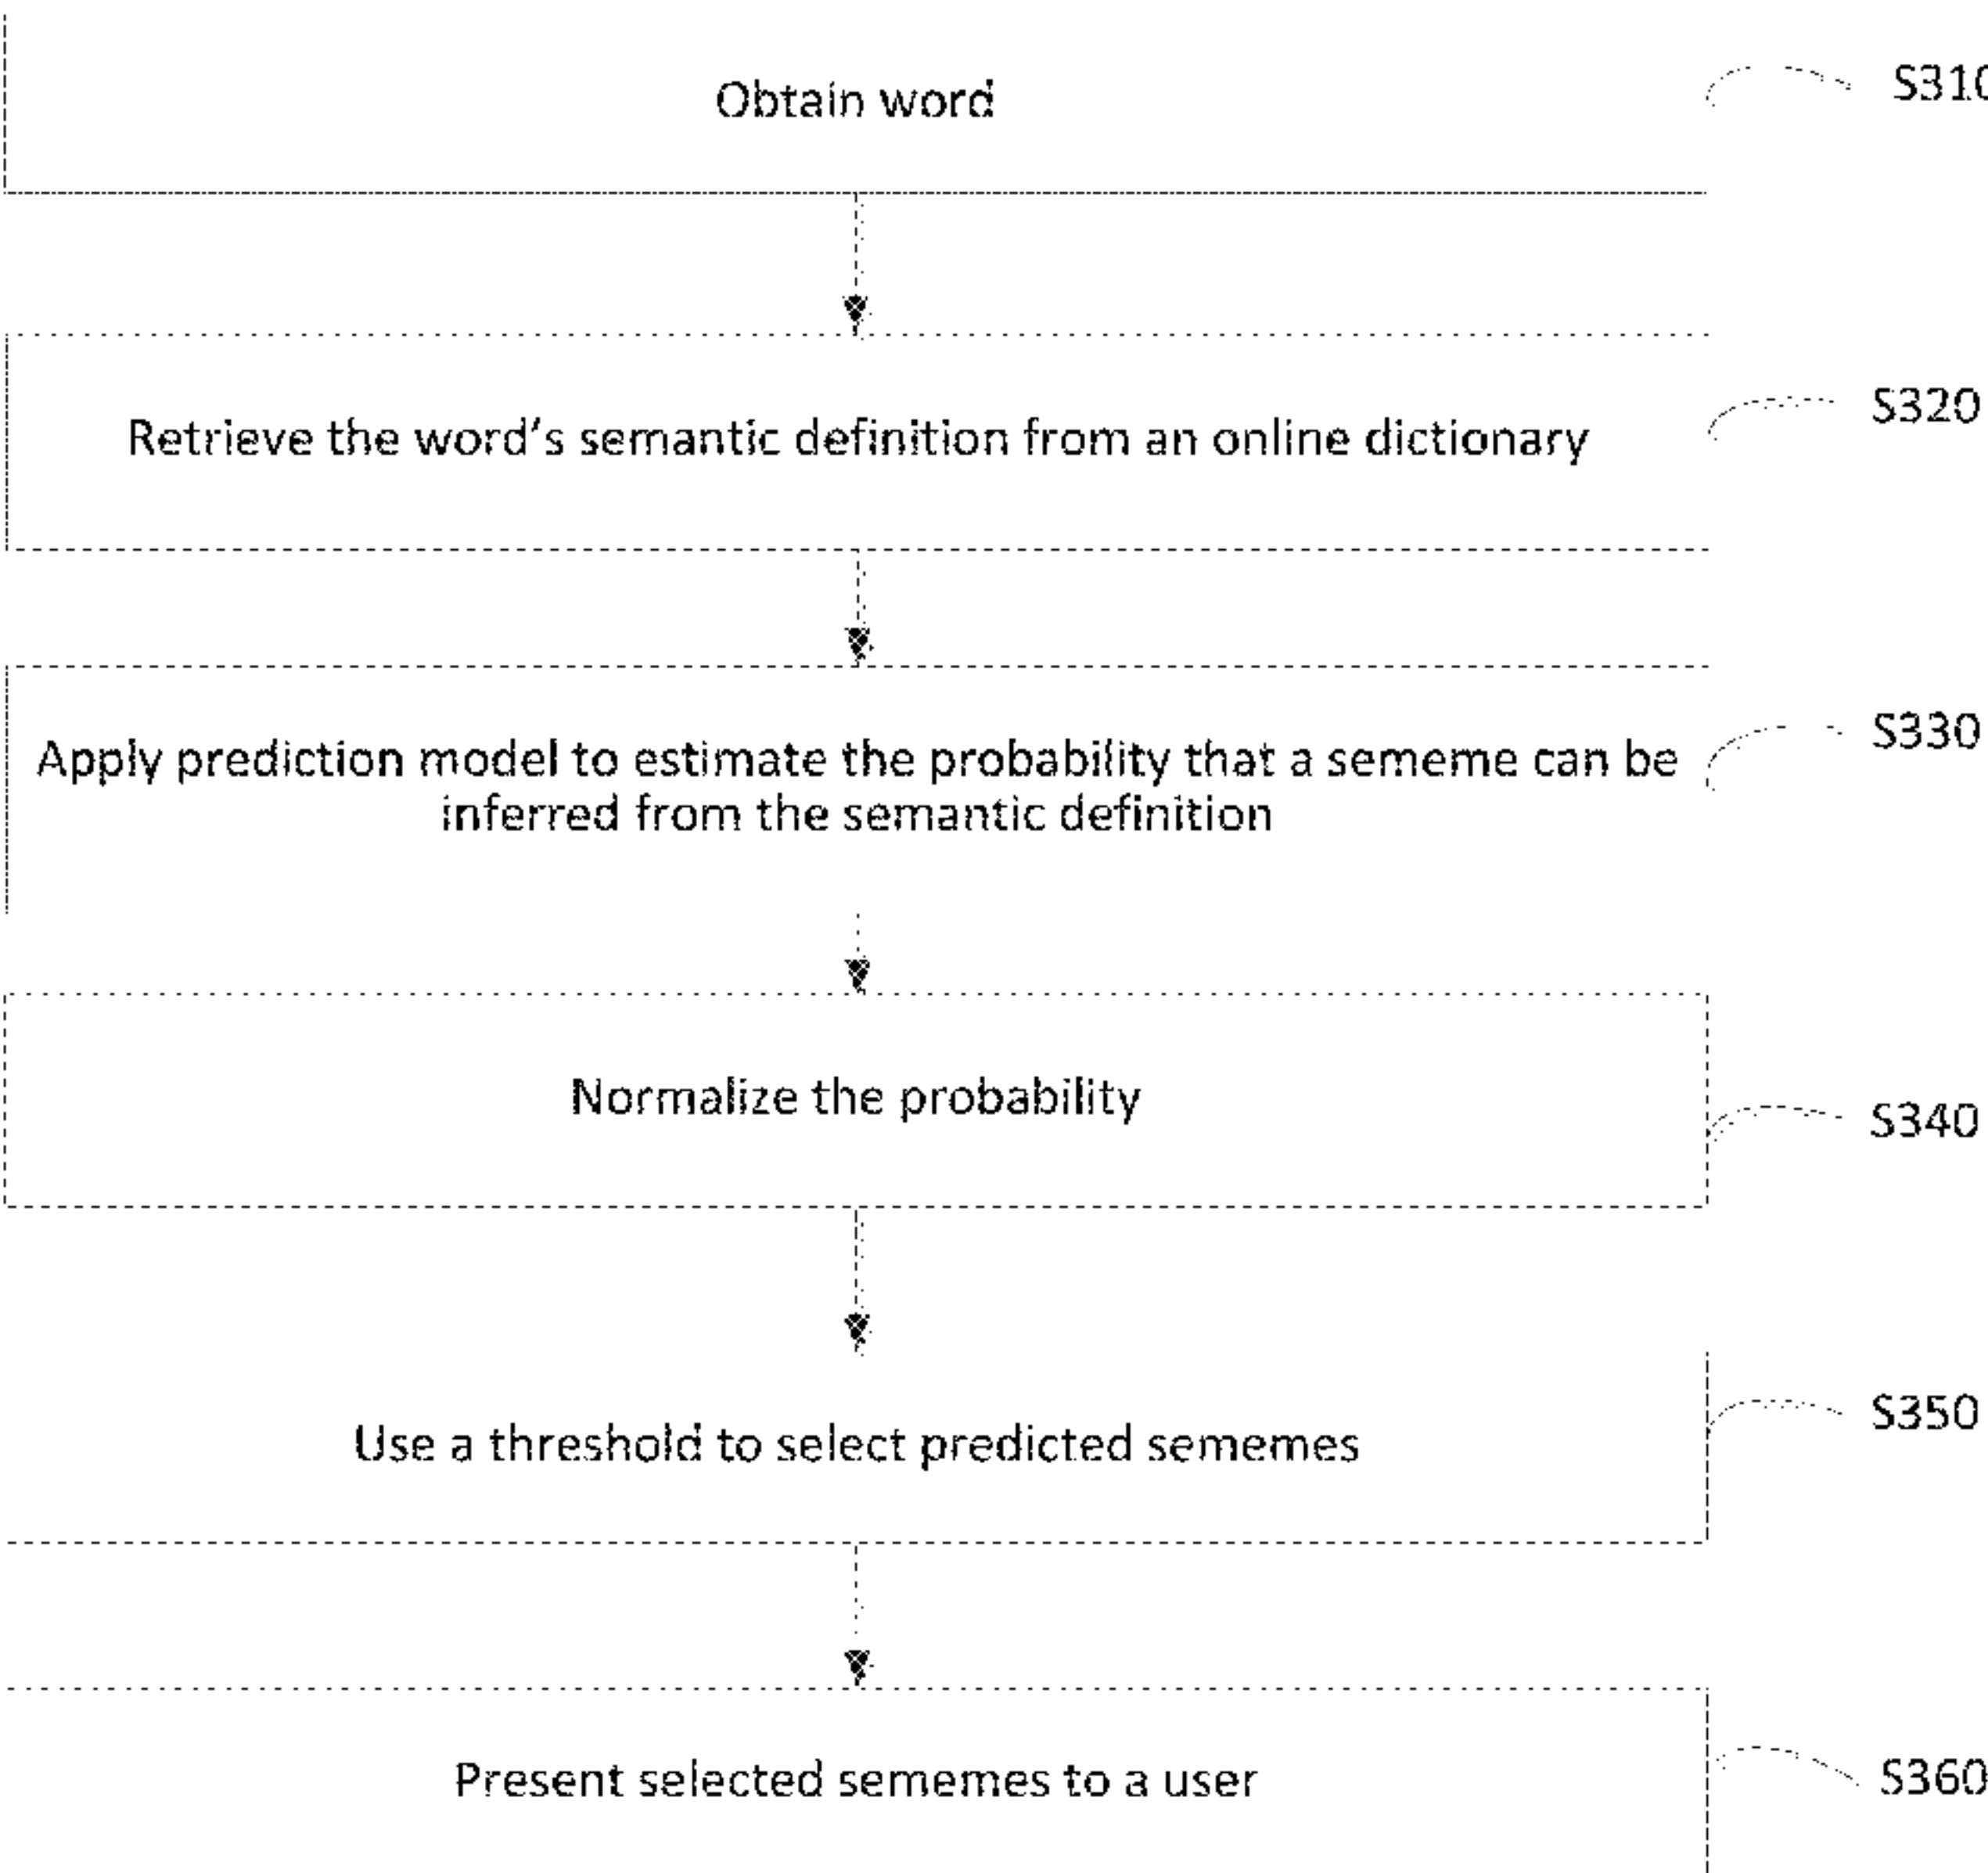 Obtain word
S310
Retrieve the word's semantic definition from an online dictionary
S320
Apply prediction model to estimate the probability that a sememe can be
inferred from the semantic definition
S330
Normalize the probability
S340
Use a threshold to select predicted sememes
S350
Present selected sememes to a user
S360